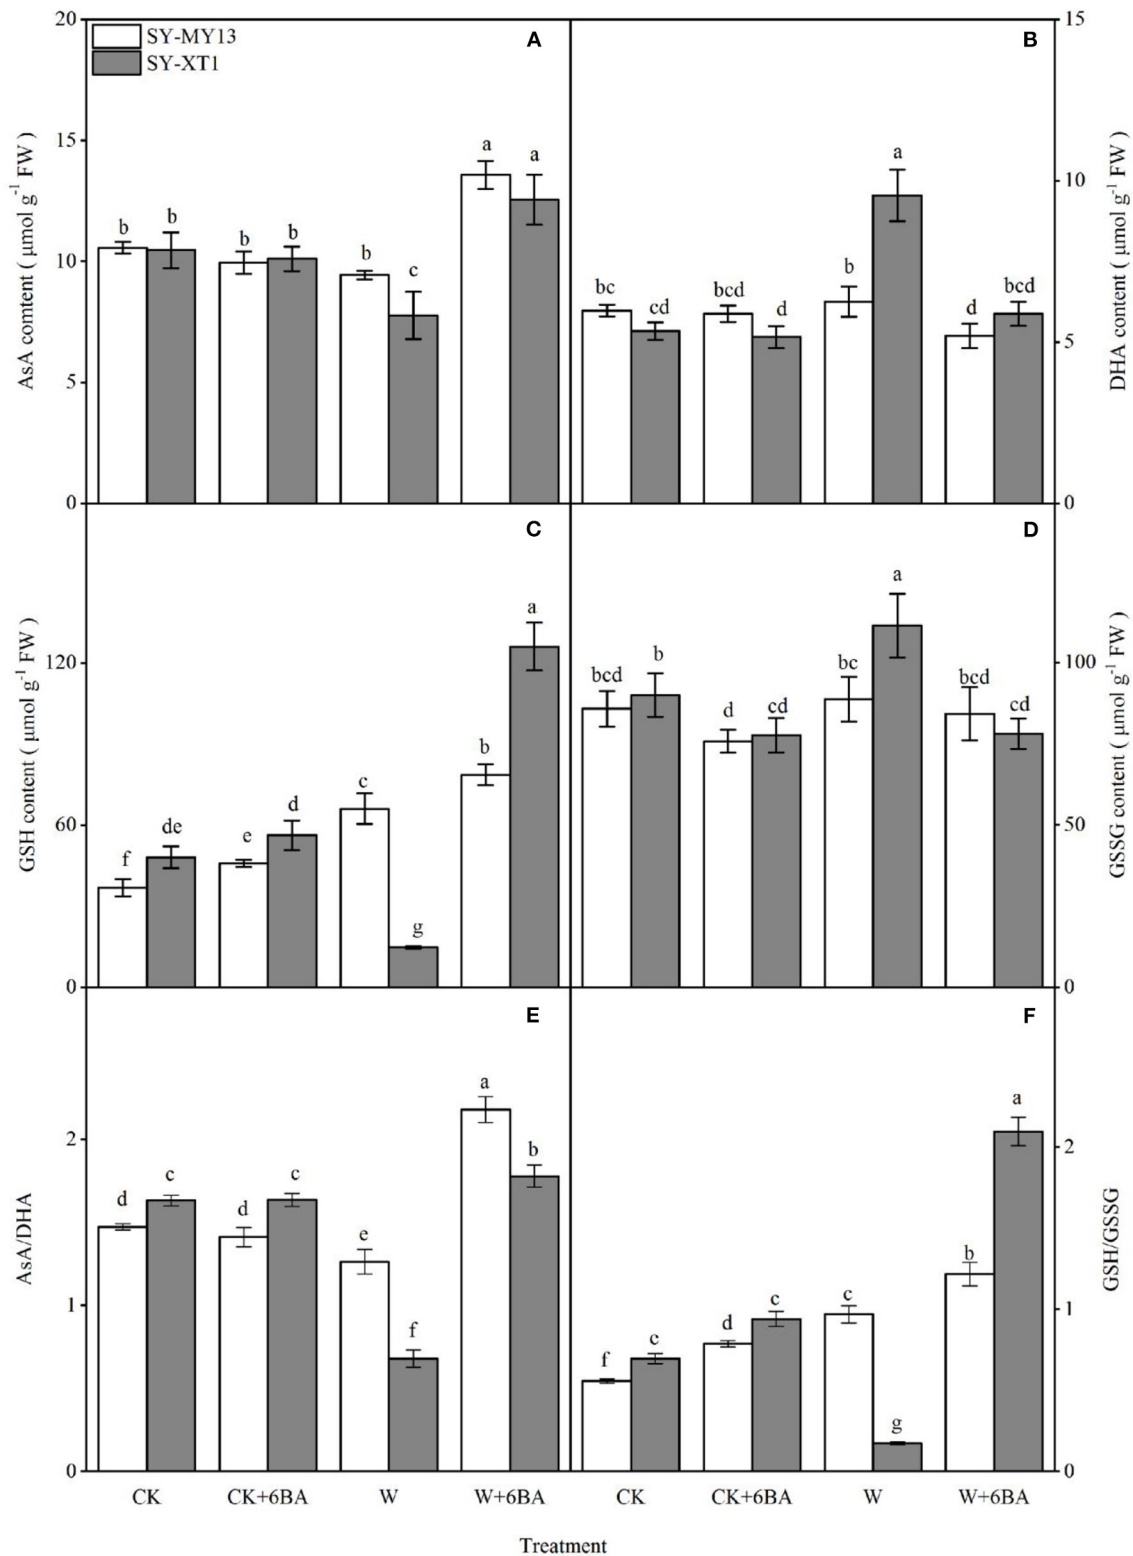 20
15
10
5
0
AsA comtent ( μmol g⁻¹ FW )
SY-MY13
SY-XT1
A
b
b
b
b
b
c
a
a
B
bc
cd
bcd
d
b
a
d
bcd
15
10
5
0
DHA content ( μmol g⁻¹ FW )
120
60
0
GSH content ( μmol g⁻¹ FW )
C
f
de
e
d
c
g
b
a
D
bcd
b
d
cd
bc
a
bcd
cd
100
50
0
GSSG content ( μmol g⁻¹ FW )
2
1
0
AsA/DHA
E
d
c
d
c
e
f
a
b
F
f
e
d
c
c
g
b
a
2
1
0
GSH/GSSG
CK
CK+6BA
W
W+6BA
CK
CK+6BA
W
W+6BA
Treatment